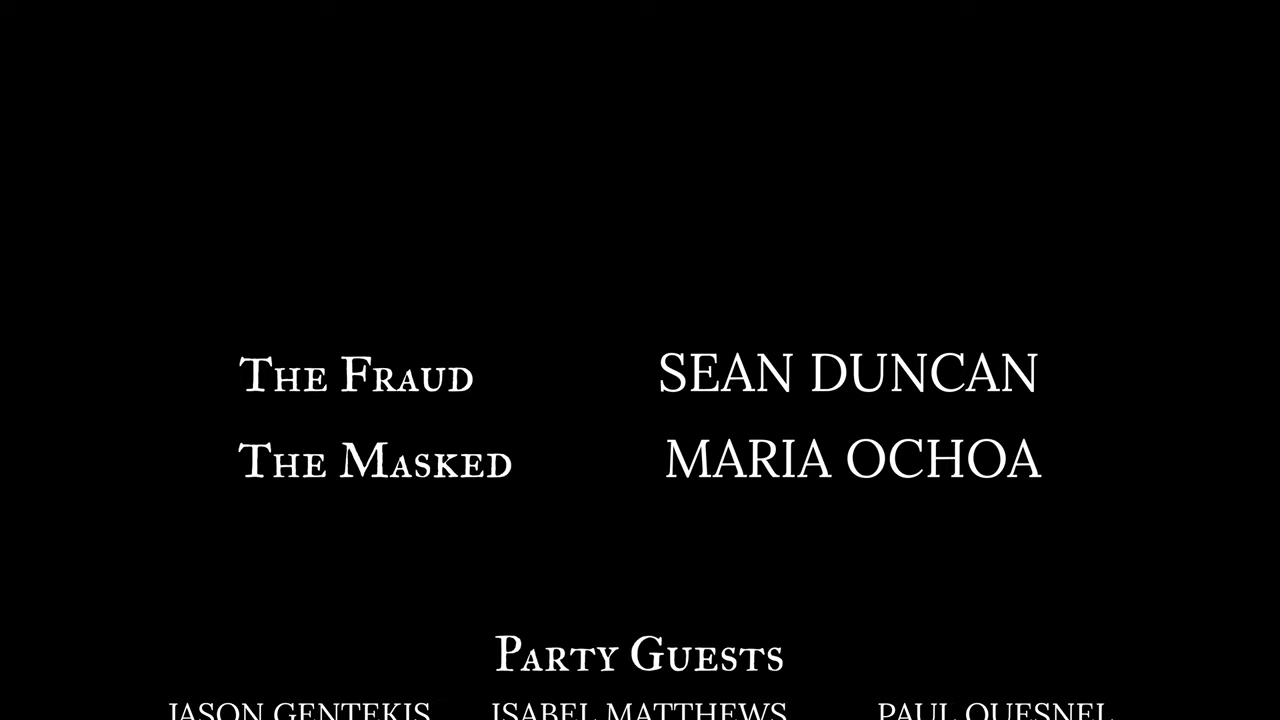 The Fraud SEAN DUNCAN
The Masked MARIA OCHOA
Party Guests
JASON GENTEKIS ISABEL MATTHEWS PAUL QUESNEL